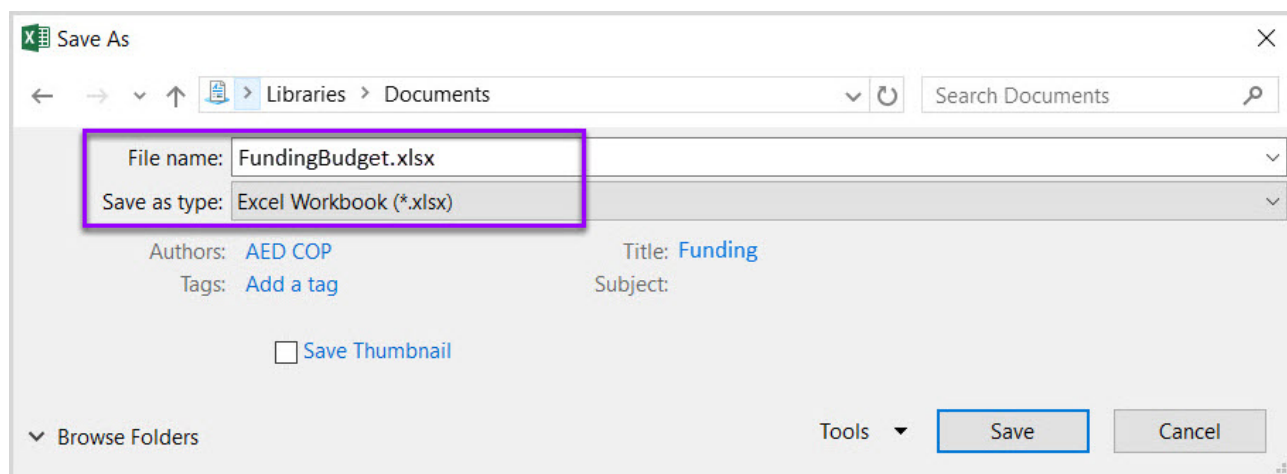 Save As
Libraries > Documents
Search Documents
File name: FundingBudget.xlsx
Save as type: Excel Workbook (*.xlsx)
Authors: AED COP
Title: Funding
Tags: Add a tag
Subject:
Save Thumbnail
Browse Folders
Tools
Save
Cancel